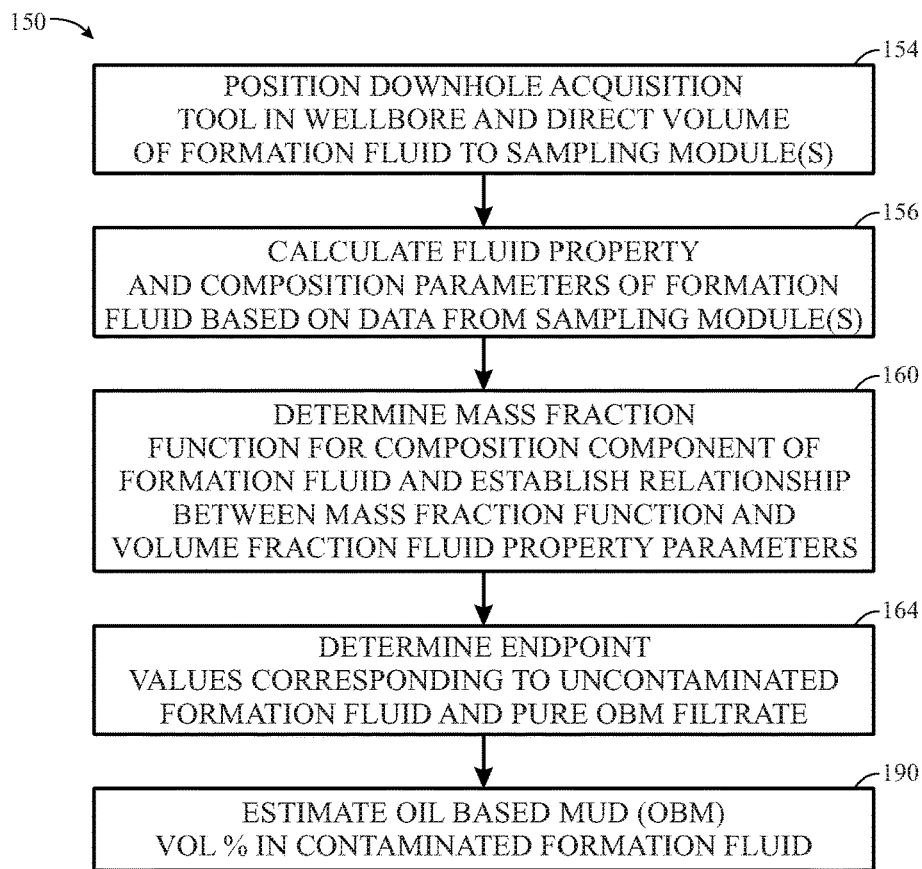 150
154
POSITION DOWNHOLE ACQUISITION
TOOL IN WELLBORE AND DIRECT VOLUME
OF FORMATION FLUID TO SAMPLING MODULE(S)
156
CALCULATE FLUID PROPERTY
AND COMPOSITION PARAMETERS OF FORMATION
FLUID BASED ON DATA FROM SAMPLING MODULE(S)
160
DETERMINE MASS FRACTION
FUNCTION FOR COMPOSITION COMPONENT OF
FORMATION FLUID AND ESTABLISH RELATIONSHIP
BETWEEN MASS FRACTION FUNCTION AND
VOLUME FRACTION FLUID PROPERTY PARAMETERS
164
DETERMINE ENDPOINT
VALUES CORRESPONDING TO UNCONTAMINATED
FORMATION FLUID AND PURE OBM FILTRATE
190
ESTIMATE OIL BASED MUD (OBM)
VOL % IN CONTAMINATED FORMATION FLUID